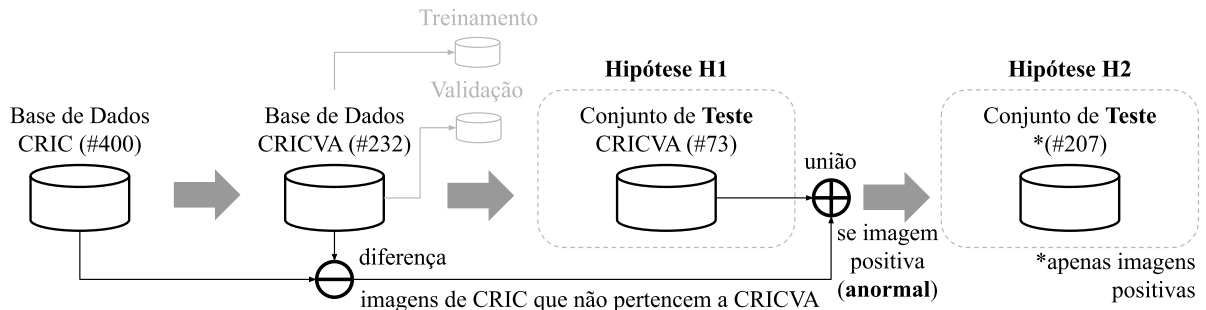 Treinamento
Validação
Hipótese H1
Hipótese H2
Base de Dados
CRIC (#400)
Base de Dados
CRICVA (#232)
Conjunto de Teste
CRICVA (#73)
união
Conjunto de Teste
*(#207)
diferença
imagens de CRIC que não pertencem a CRICVA
se imagem
positiva
(anormal)
*apenas imagens
positivas